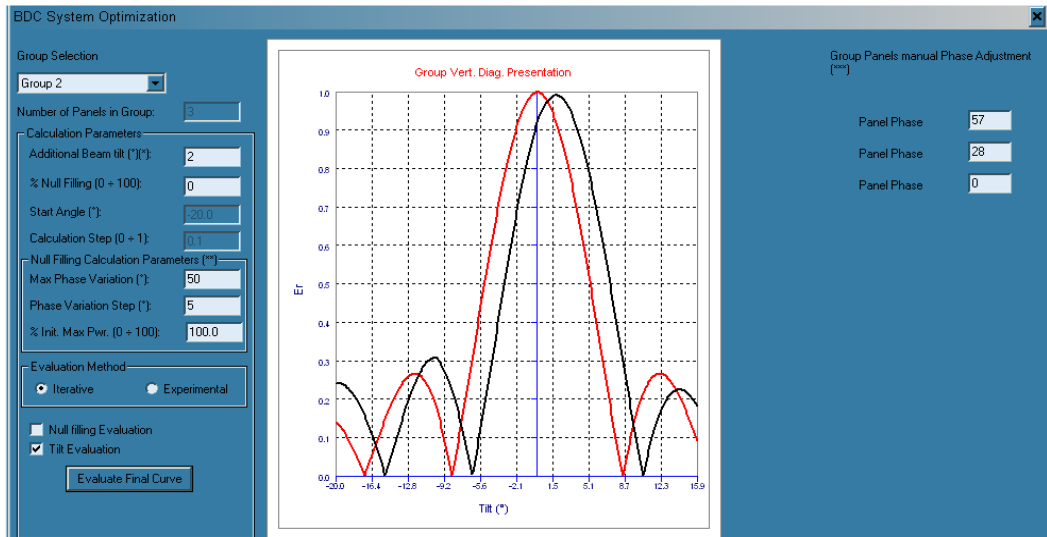 BDC System Optimization
Group Selection
Group 2
Number of Panels in Group: 3
Calculation Parameters
Additional Beam tilt (°)(*): 2
% Null Filling (0 ÷ 100): 0
Start Angle (°): -20.0
Calculation Step (0 ÷ 1): 0.1
Null Filling Calculation Parameters (**)
Max Phase Variation (°): 50
Phase Variation Step (°): 5
% Init. Max Pwr. (0 ÷ 100): 100.0
Evaluation Method
Iterative Experimental
Null filling Evaluation
Tilt Evaluation
Evaluate Final Curve
Group Vert. Diag. Presentation
1.0
0.9
0.8
0.7
0.6
0.5
0.4
0.3
0.2
0.1
0.0
Er
-20.0 -16.4 -12.8 -9.2 -5.6 -2.1 1.5 5.1 8.7 12.3 15.9
Tilt (°)
Group Panels manual Phase Adjustment
(***)
Panel Phase 57
Panel Phase 28
Panel Phase 0